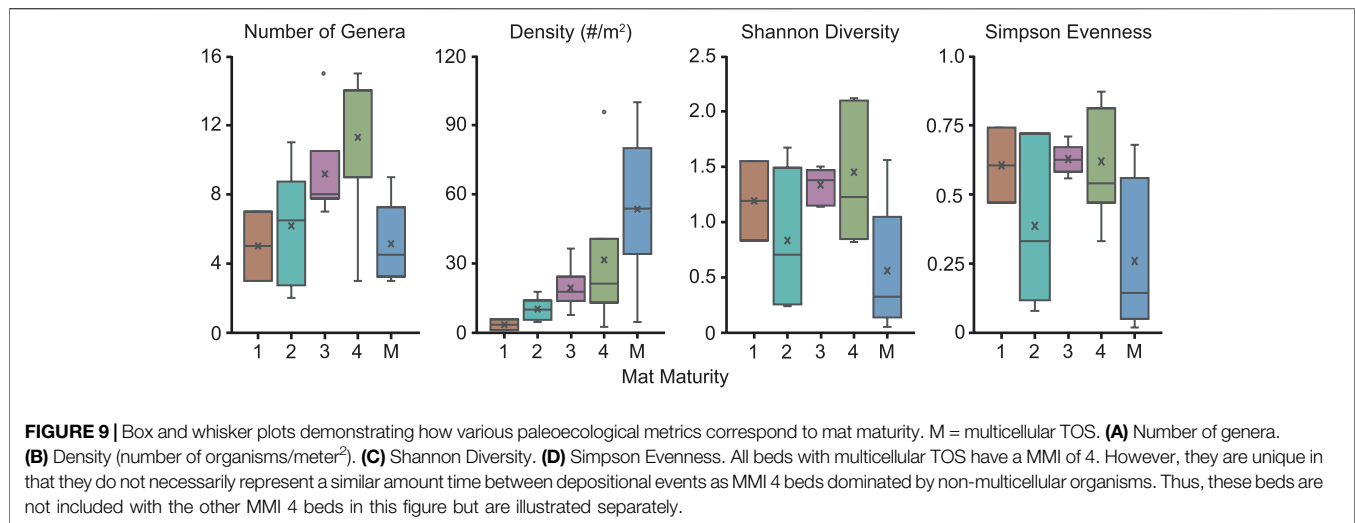 Number of Genera
Density (#/m²)
Shannon Diversity
Simpson Evenness
16
12
8
4
0
1 2 3 4 M
120
90
60
30
0
1 2 3 4 M
2.5
2.0
1.5
1.0
0.5
0
1 2 3 4 M
1.0
0.75
0.5
0.25
0
1 2 3 4 M
Mat Maturity
FIGURE 9 | Box and whisker plots demonstrating how various paleoecological metrics correspond to mat maturity. M = multicellular TOS. (A) Number of genera.
(B) Density (number of organisms/meter²). (C) Shannon Diversity. (D) Simpson Evenness. All beds with multicellular TOS have a MMI of 4. However, they are unique in
that they do not necessarily represent a similar amount time between depositional events as MMI 4 beds dominated by non-multicellular organisms. Thus, these beds are
not included with the other MMI 4 beds in this figure but are illustrated separately.